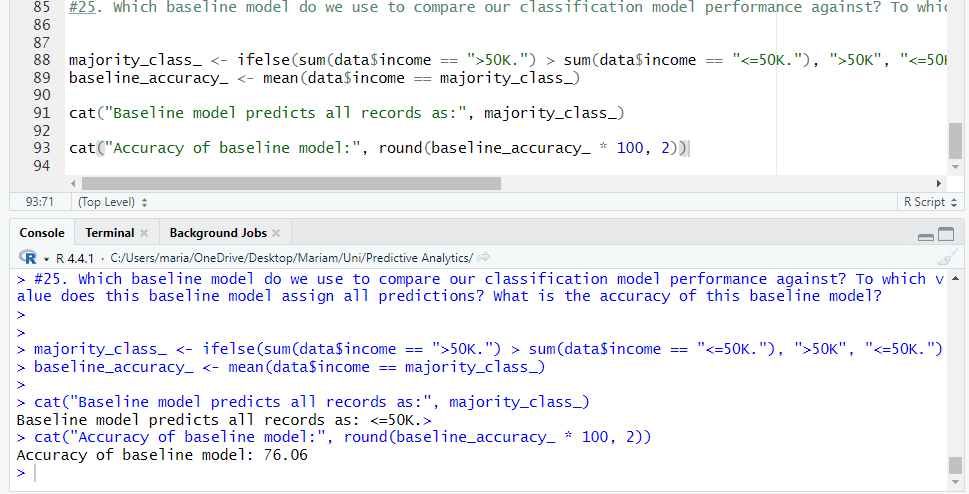 85 #25. Which baseline model do we use to compare our classification model performance against? To whic
86
87
88 majority_class_ <- ifelse(sum(data$income == ">50K.") > sum(data$income == "<=50K."), ">50K", "<=50K
89 baseline_accuracy_ <- mean(data$income == majority_class_)
90
91 cat("Baseline model predicts all records as:", majority_class_)
92
93 cat("Accuracy of baseline model:", round(baseline_accuracy_ * 100, 2))
94
93:71 (Top Level) R Script
Console Terminal Background Jobs
R R 4.4.1 · C:/Users/maria/OneDrive/Desktop/Mariam/Uni/Predictive Analytics/
> #25. Which baseline model do we use to compare our classification model performance against? To which v
alue does this baseline model assign all predictions? What is the accuracy of this baseline model?
>
>
> majority_class_ <- ifelse(sum(data$income == ">50K.") > sum(data$income == "<=50K."), ">50K", "<=50K.")
> baseline_accuracy_ <- mean(data$income == majority_class_)
>
> cat("Baseline model predicts all records as:", majority_class_)
Baseline model predicts all records as: <=50K.>
> cat("Accuracy of baseline model:", round(baseline_accuracy_ * 100, 2))
Accuracy of baseline model: 76.06
>